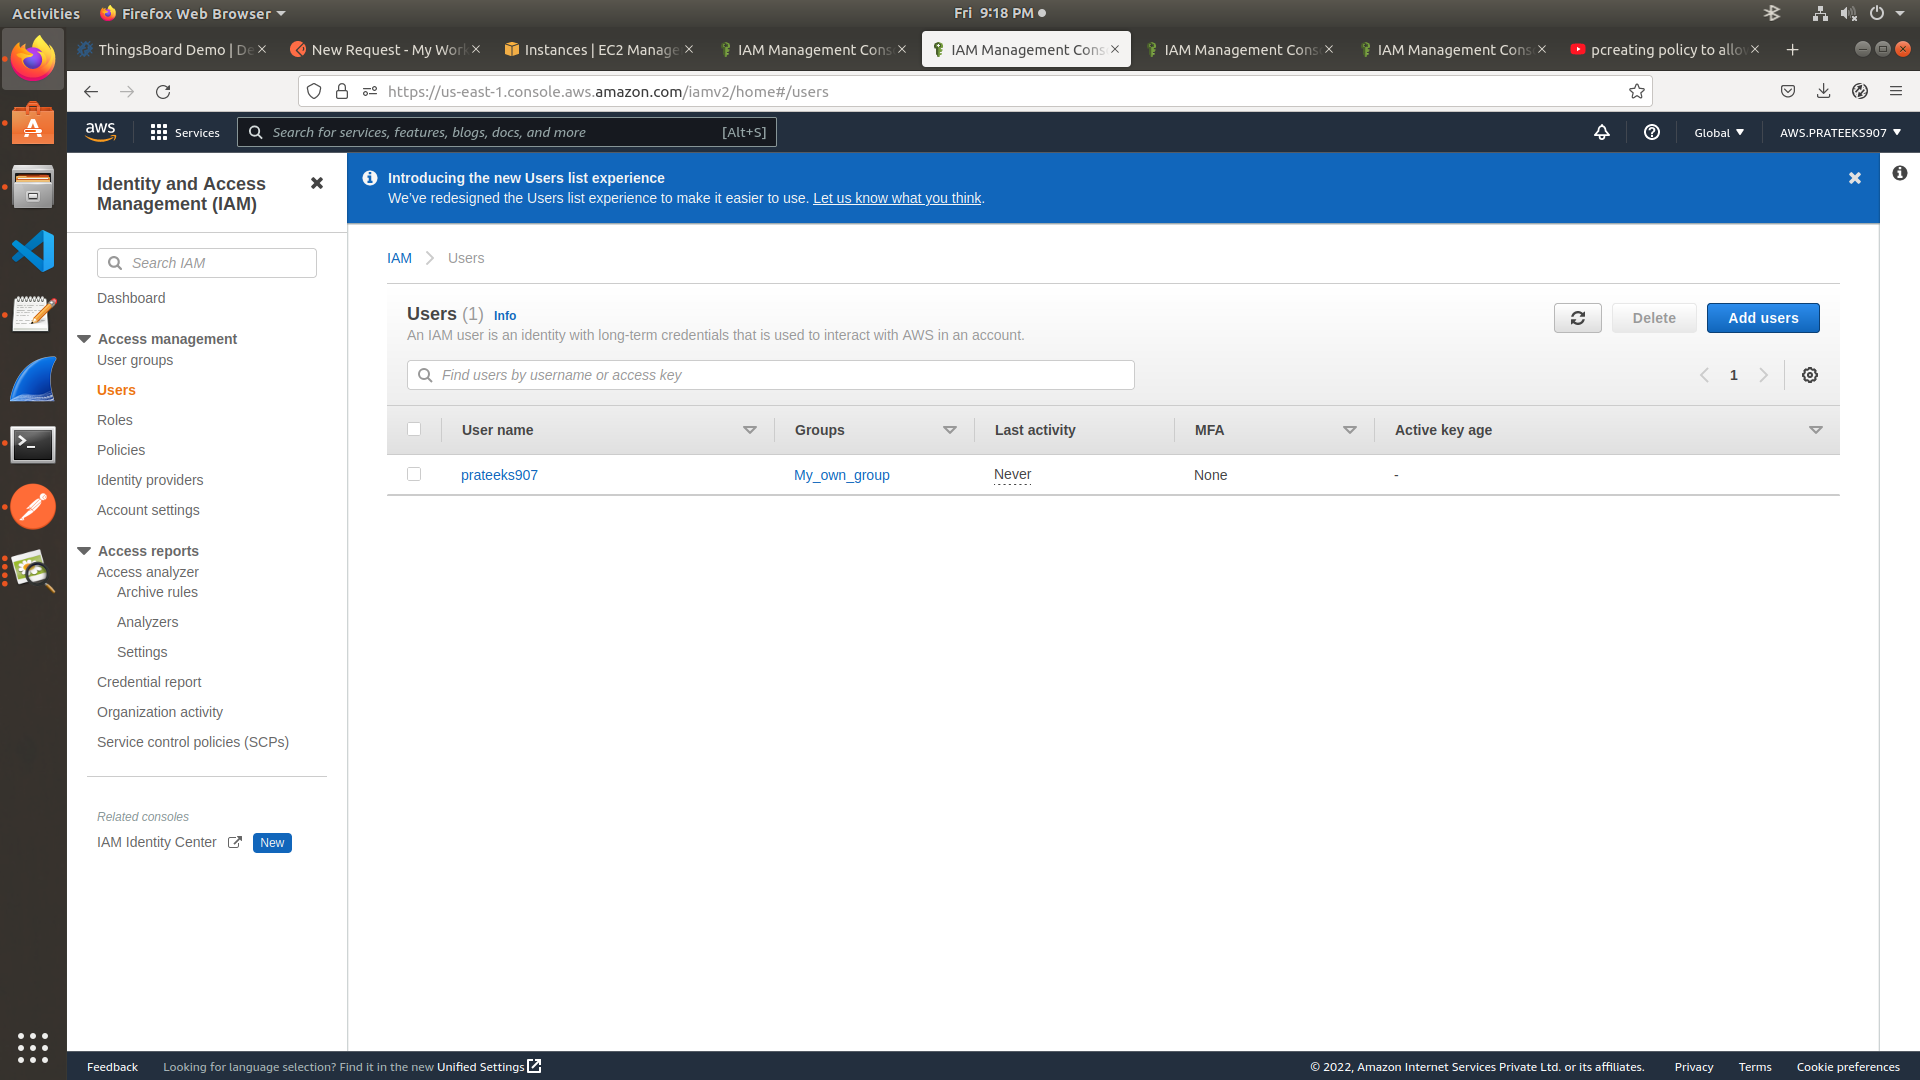 Activities
Firefox Web Browser
Fri 9:18 PM
ThingsBoard Demo | De
New Request - My Work
Instances | EC2 Manage
IAM Management Cons
IAM Management Cons
IAM Management Cons
IAM Management Cons
pcreating policy to allow
https://us-east-1.console.aws.amazon.com/iamv2/home#/users
aws
Services
Search for services, features, blogs, docs, and more
[Alt+S]
Global
AWS.PRATEEKS907
Identity and Access
Management (IAM)
Search IAM
Dashboard
Access management
User groups
Users
Roles
Policies
Identity providers
Account settings
Access reports
Access analyzer
Archive rules
Analyzers
Settings
Credential report
Organization activity
Service control policies (SCPs)
Related consoles
IAM Identity Center
New
Introducing the new Users list experience
We've redesigned the Users list experience to make it easier to use. Let us know what you think.
IAM
Users
Users (1) Info
An IAM user is an identity with long-term credentials that is used to interact with AWS in an account.
Delete
Add users
Find users by username or access key
1
User name
Groups
Last activity
MFA
Active key age
prateeks907
My_own_group
Never
None
-
Feedback
Looking for language selection? Find it in the new Unified Settings
© 2022, Amazon Internet Services Private Ltd. or its affiliates.
Privacy
Terms
Cookie preferences